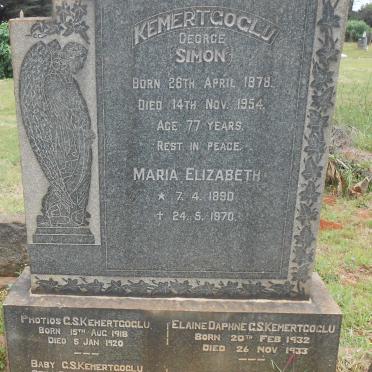 KEMERTGOGLU
GEORGE
SIMON
BORN 26TH APRIL 1878.
DIED 14TH NOV. 1954.
AGE 77 YEARS.
REST IN PEACE.
MARIA ELIZABETH
* 7. 4. 1890
+ 24. 5. 1970.
PHOTIOS G.S.KEMERTGOGLU
BORN 15TH AUG 1918
DIED 5 JAN 1920
BABY G.S.KEMERTGOGLU
ELAINE DAPHNE G.S.KEMERTGOGLU
BORN 20TH FEB 1932
DIED 26 NOV 1933